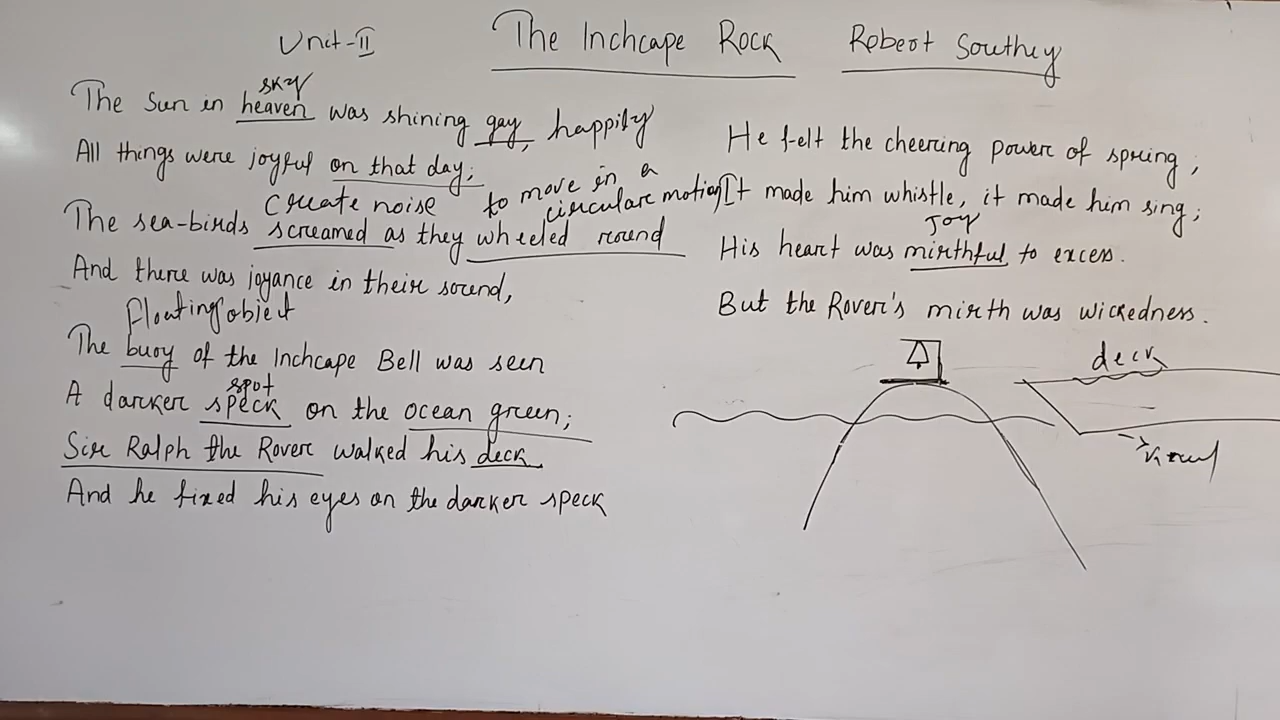 Unit-II The Inchcape Rock Robert Southey
sky
The Sun in heaven was shining gay, happily
All things were joyful on that day;
create noise to move in a circular motion
The sea-birds screamed as they wheeled round
And there was joyance in their sound,
floating object
The buoy of the Inchcape Bell was seen
spot
A darker speck on the ocean green;
Sir Ralph the Rover walked his deck
And he fixed his eyes on the darker speck
He felt the cheering power of spring;
It made him whistle, it made him sing;
Joy
His heart was mirthful to excess.
But the Rover's mirth was wickedness.
deck